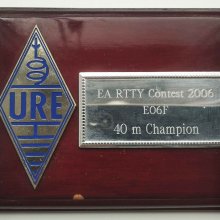 URE
EA RTTY Contest 2006
EO6F
40 m Champion